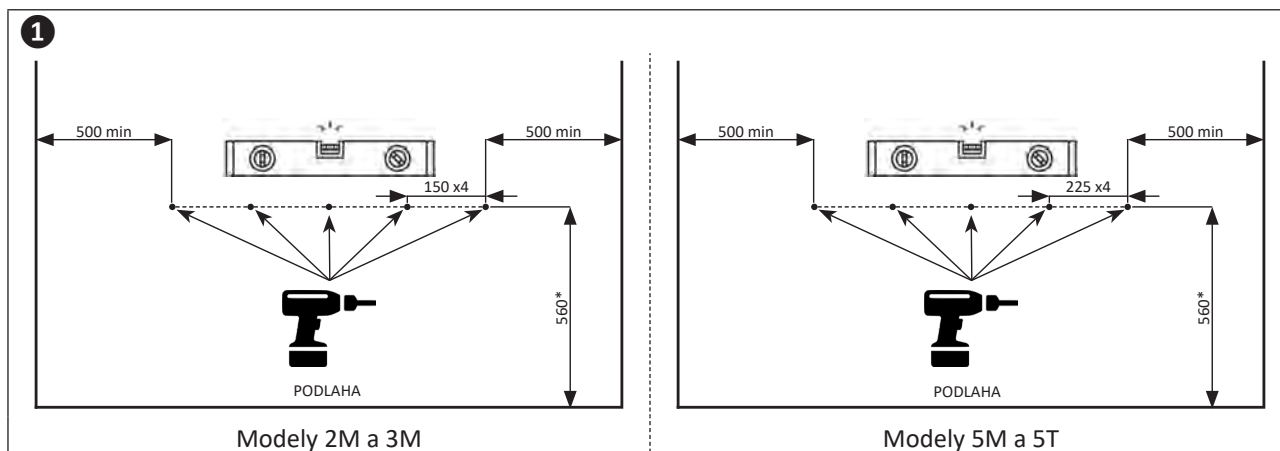 1
500 min
500 min
150 x4
560*
PODLAHA
Modely 2M a 3M
500 min
500 min
225 x4
560*
PODLAHA
Modely 5M a 5T